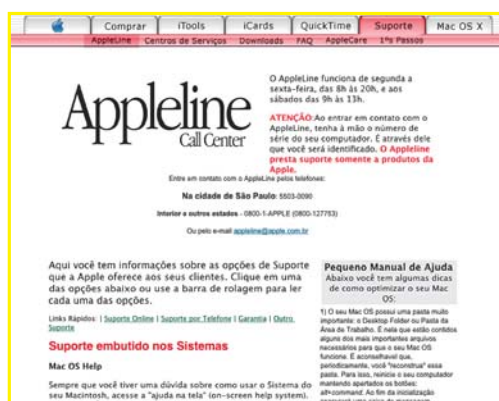 Comprar iTools iCards QuickTime Suporte Mac OS X
AppleLine Centros de Serviços Downloads FAQ AppleCare 1ºs Passos
Appleline
Call Center
O AppleLine funciona de segunda a
sexta-feira, das 8h às 20h, e aos
sábados das 9h às 13h.
ATENÇÃO:Ao entrar em contato com o
AppleLine, tenha à mão o número de
série do seu computador. É através dele
que você será identificado. O Appleline
presta suporte somente a produtos da
Apple.
Entre em contato com o AppleLine pelos telefones:
Na cidade de São Paulo: 5503-0090
Interior e outros estados - 0800-1-APPLE (0800-127753)
Ou pelo e-mail appleline@apple.com.br
Aqui você tem informações sobre as opções de Suporte
que a Apple oferece aos seus clientes. Clique em uma
das opções abaixo ou use a barra de rolagem para ler
cada uma das opções.
Links Rápidos: | Suporte Online | Suporte por Telefone | Garantia | Outro
Suporte
Suporte embutido nos Sistemas
Mac OS Help
Sempre que você tiver uma dúvida sobre como usar o Sistema do
seu Macintosh, acesse a "ajuda na tela" (on-screen help system).
Pequeno Manual de Ajuda
Abaixo você tem algumas dicas
de como optimizar o seu Mac
OS:
1) O seu Mac OS possui uma pasta muito
importante: o Desktop Folder ou Pasta da
Área de Trabalho. É nela que estão contidos
alguns dos mais importantes arquivos
necessários para que o seu Mac OS
funcione. É aconselhável que,
periodicamente, você "reconstrua" essa
pasta. Para isso, reinicie o seu computador
mantendo apertados os botões:
alt+command. Ao fim da inicialização